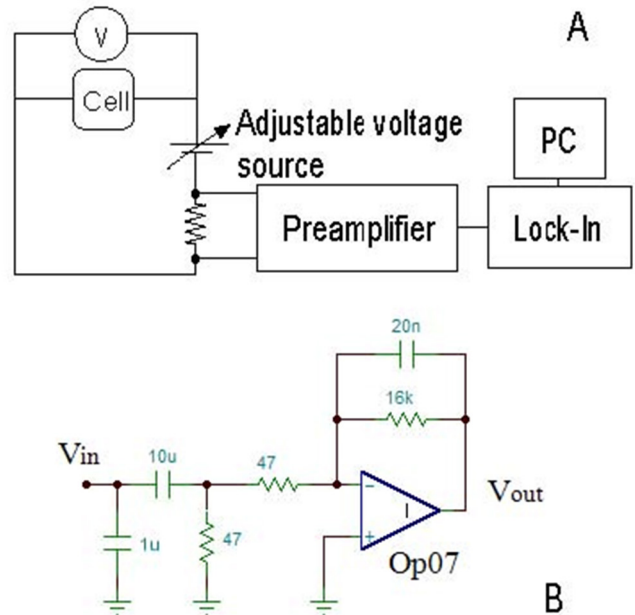 A
V
Cell
Adjustable voltage
source
Preamplifier
PC
Lock-In
20n
16k
Vin
10u
47
1u
47
Vout
Op07
B